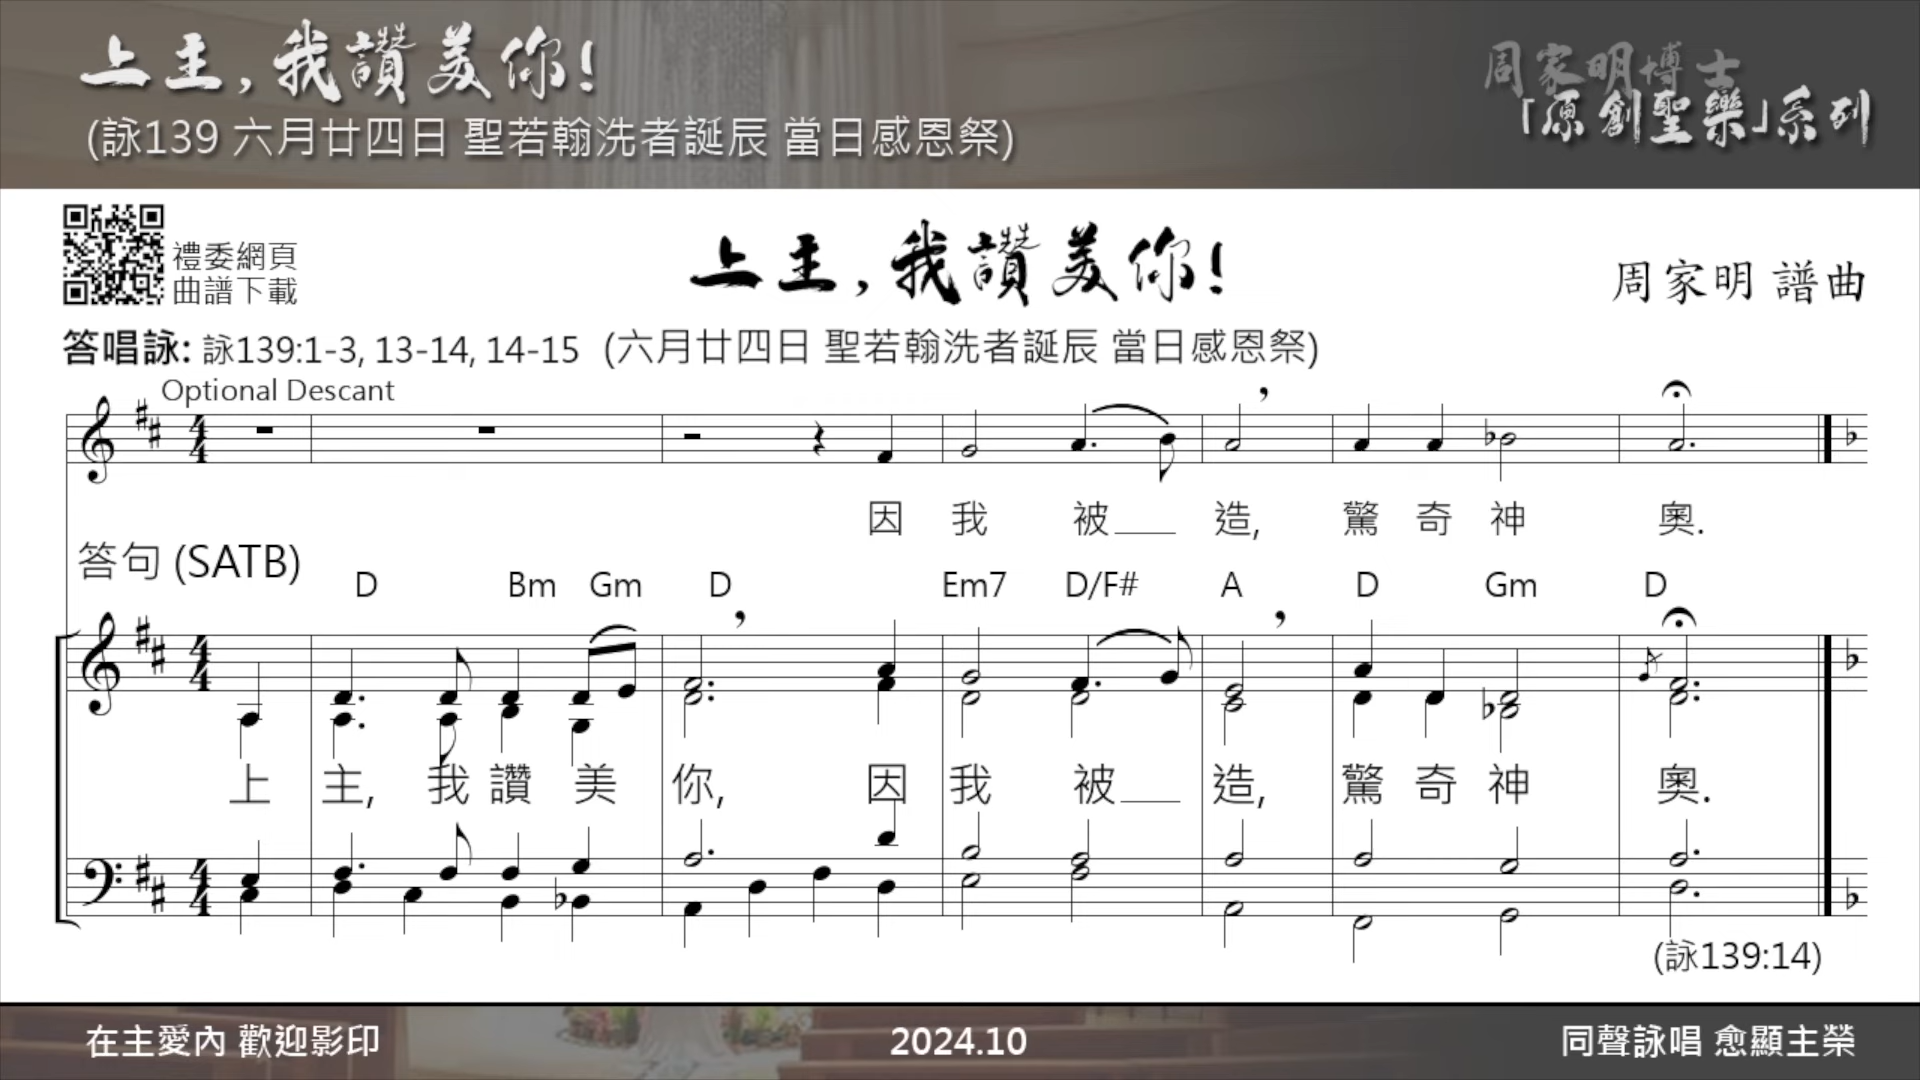 上主,我讚美你!
(詠139 六月廿四日 聖若翰洗者誕辰 當日感恩祭)
周家明博士
「原創聖樂」系列
禮委網頁
曲譜下載
上主,我讚美你!
周家明 譜曲
答唱詠: 詠139:1-3, 13-14, 14-15 (六月廿四日 聖若翰洗者誕辰 當日感恩祭)
Optional Descant
因 我 被___ 造, 驚 奇 神 奧.
答句 (SATB)
D Bm Gm D Em7 D/F# A D Gm D
上 主, 我 讚 美 你, 因 我 被___ 造, 驚 奇 神 奧.
(詠139:14)
在主愛內 歡迎影印
2024.10
同聲詠唱 愈顯主榮